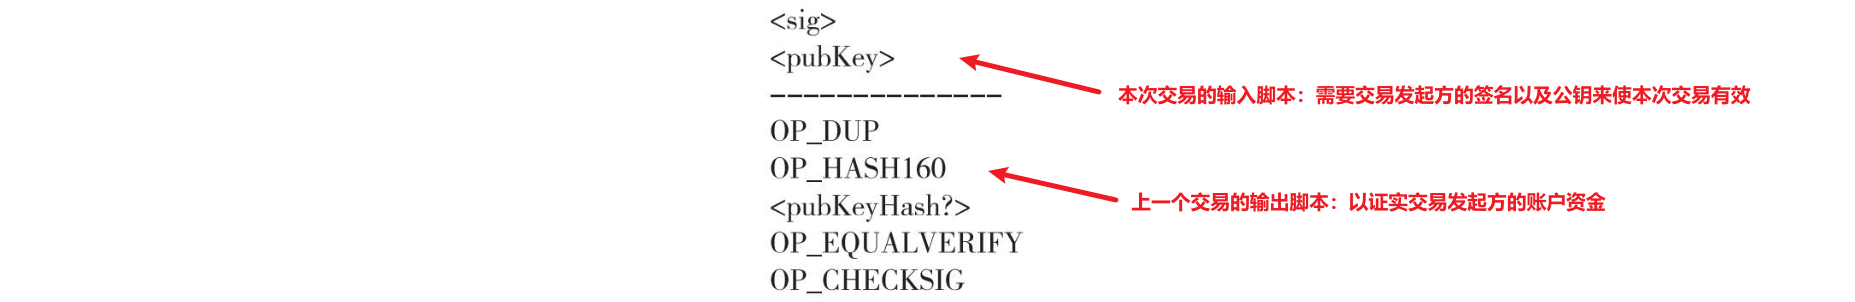 <sig>
<pubKey>
--------------
本次交易的输入脚本：需要交易发起方的签名以及公钥来使本次交易有效
OP_DUP
OP_HASH160
<pubKeyHash?>
上一个交易的输出脚本：以证实交易发起方的账户资金
OP_EQUALVERIFY
OP_CHECKSIG